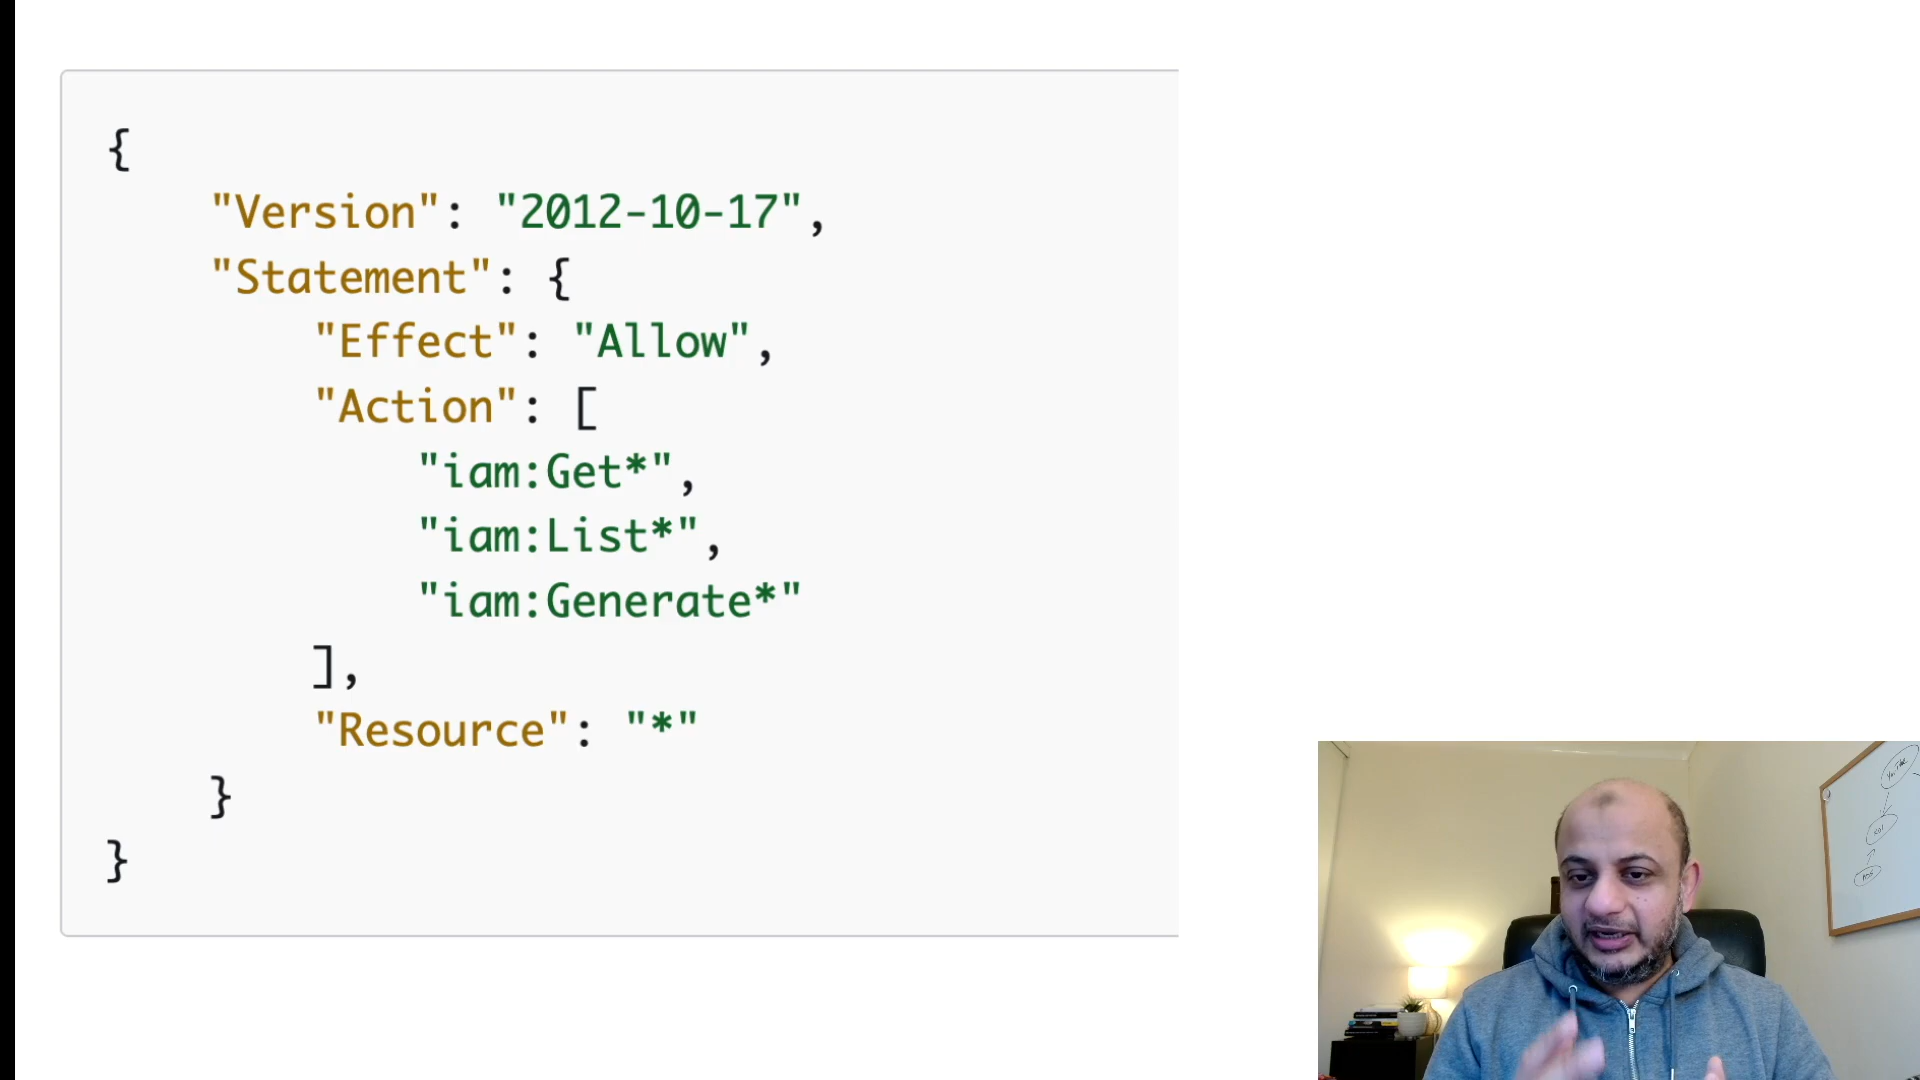 {
"Version": "2012-10-17",
"Statement": {
"Effect": "Allow",
"Action": [
"iam:Get*",
"iam:List*",
"iam:Generate*"
],
"Resource": "*"
}
}